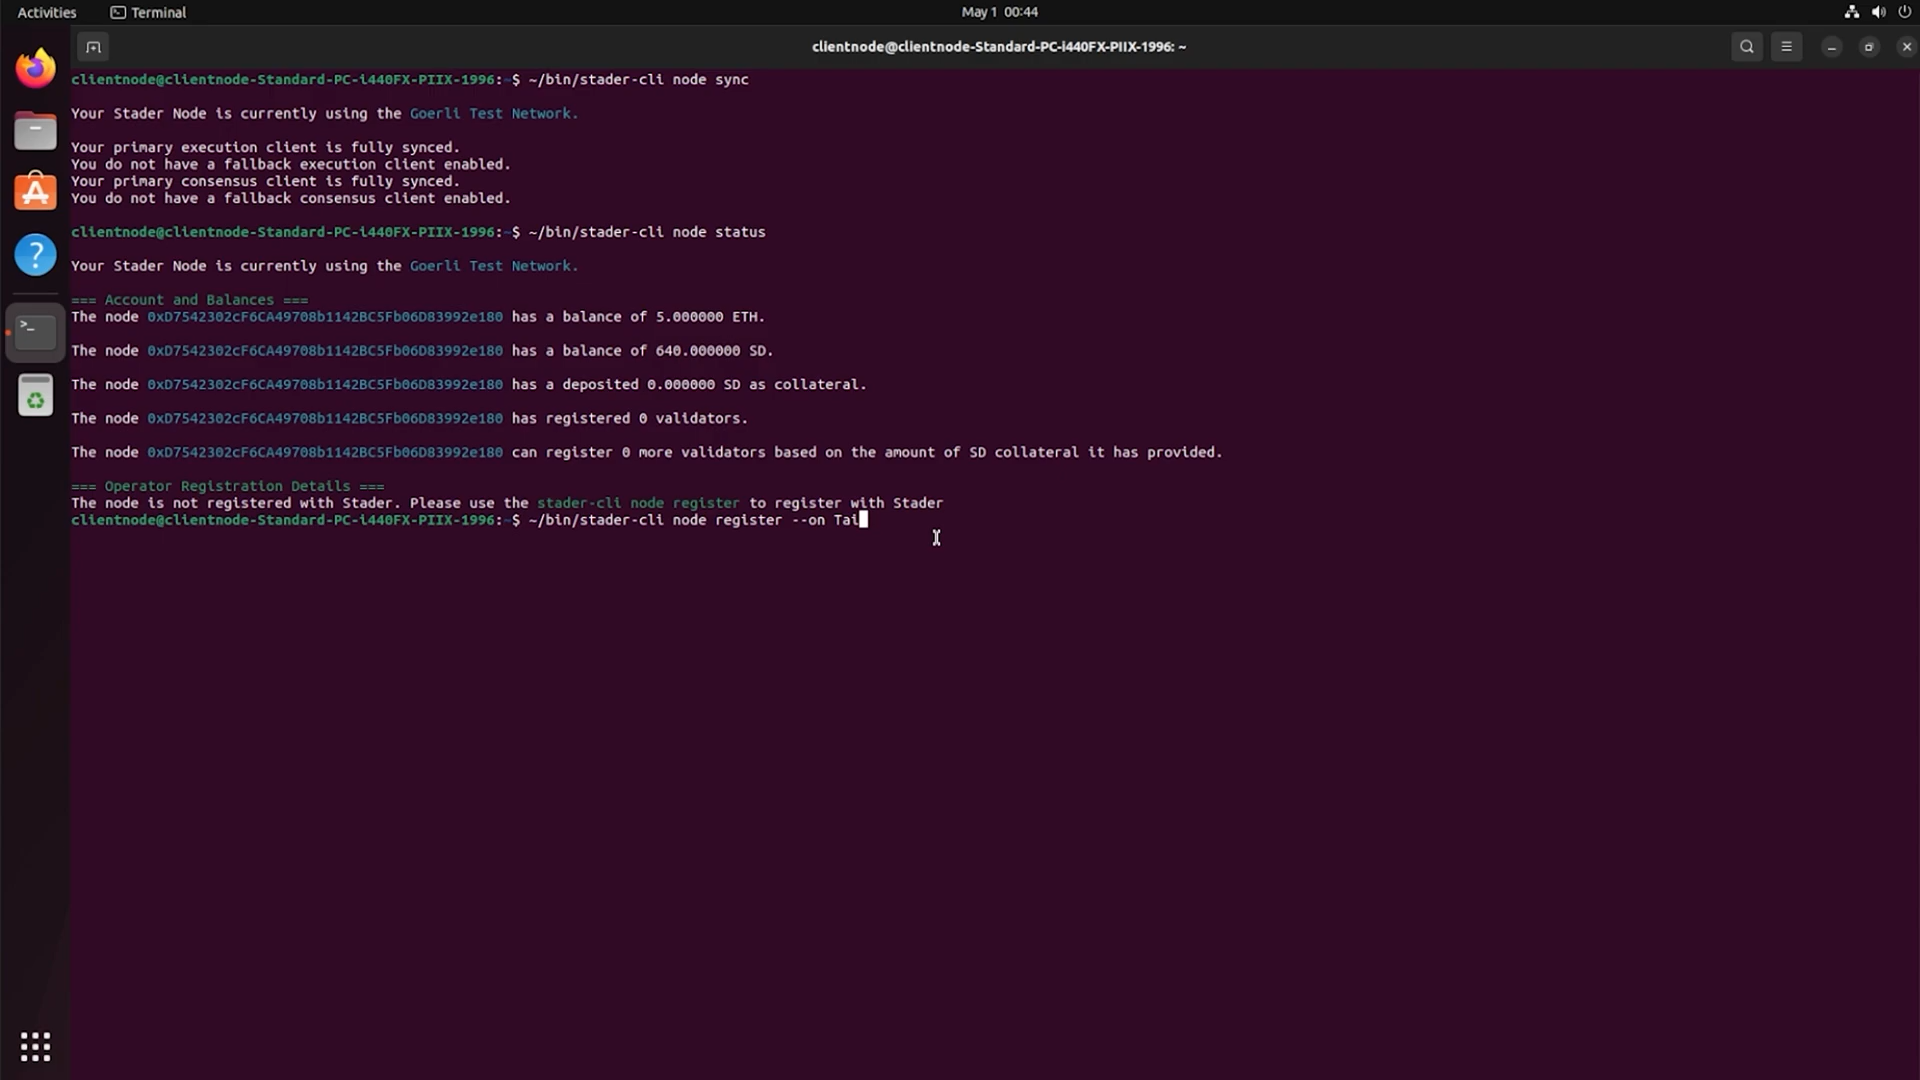 Activities Terminal May 1 00:44
clientnode@clientnode-Standard-PC-i440FX-PIIX-1996: ~
clientnode@clientnode-Standard-PC-i440FX-PIIX-1996:~$ ~/bin/stader-cli node sync
Your Stader Node is currently using the Goerli Test Network.
Your primary execution client is fully synced.
You do not have a fallback execution client enabled.
Your primary consensus client is fully synced.
You do not have a fallback consensus client enabled.
clientnode@clientnode-Standard-PC-i440FX-PIIX-1996:~$ ~/bin/stader-cli node status
Your Stader Node is currently using the Goerli Test Network.
=== Account and Balances ===
The node 0xD7542302cF6CA49708b1142BC5Fb06D83992e180 has a balance of 5.000000 ETH.
The node 0xD7542302cF6CA49708b1142BC5Fb06D83992e180 has a balance of 640.000000 SD.
The node 0xD7542302cF6CA49708b1142BC5Fb06D83992e180 has a deposited 0.000000 SD as collateral.
The node 0xD7542302cF6CA49708b1142BC5Fb06D83992e180 has registered 0 validators.
The node 0xD7542302cF6CA49708b1142BC5Fb06D83992e180 can register 0 more validators based on the amount of SD collateral it has provided.
=== Operator Registration Details ===
The node is not registered with Stader. Please use the stader-cli node register to register with Stader
clientnode@clientnode-Standard-PC-i440FX-PIIX-1996:~$ ~/bin/stader-cli node register --on Tai